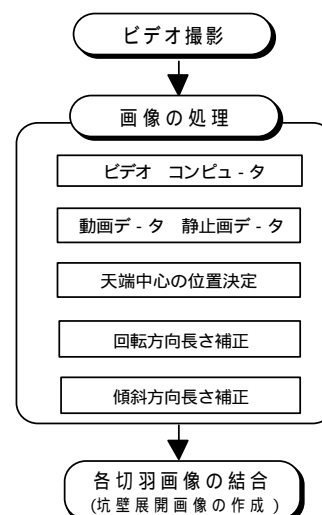 ビデオ撮影
画像の処理
ビデオ コンピュ-タ
動画デ-タ 静止画デ-タ
天端中心の位置決定
回転方向長さ補正
傾斜方向長さ補正
各切羽画像の結合
(坑壁展開画像の作成)